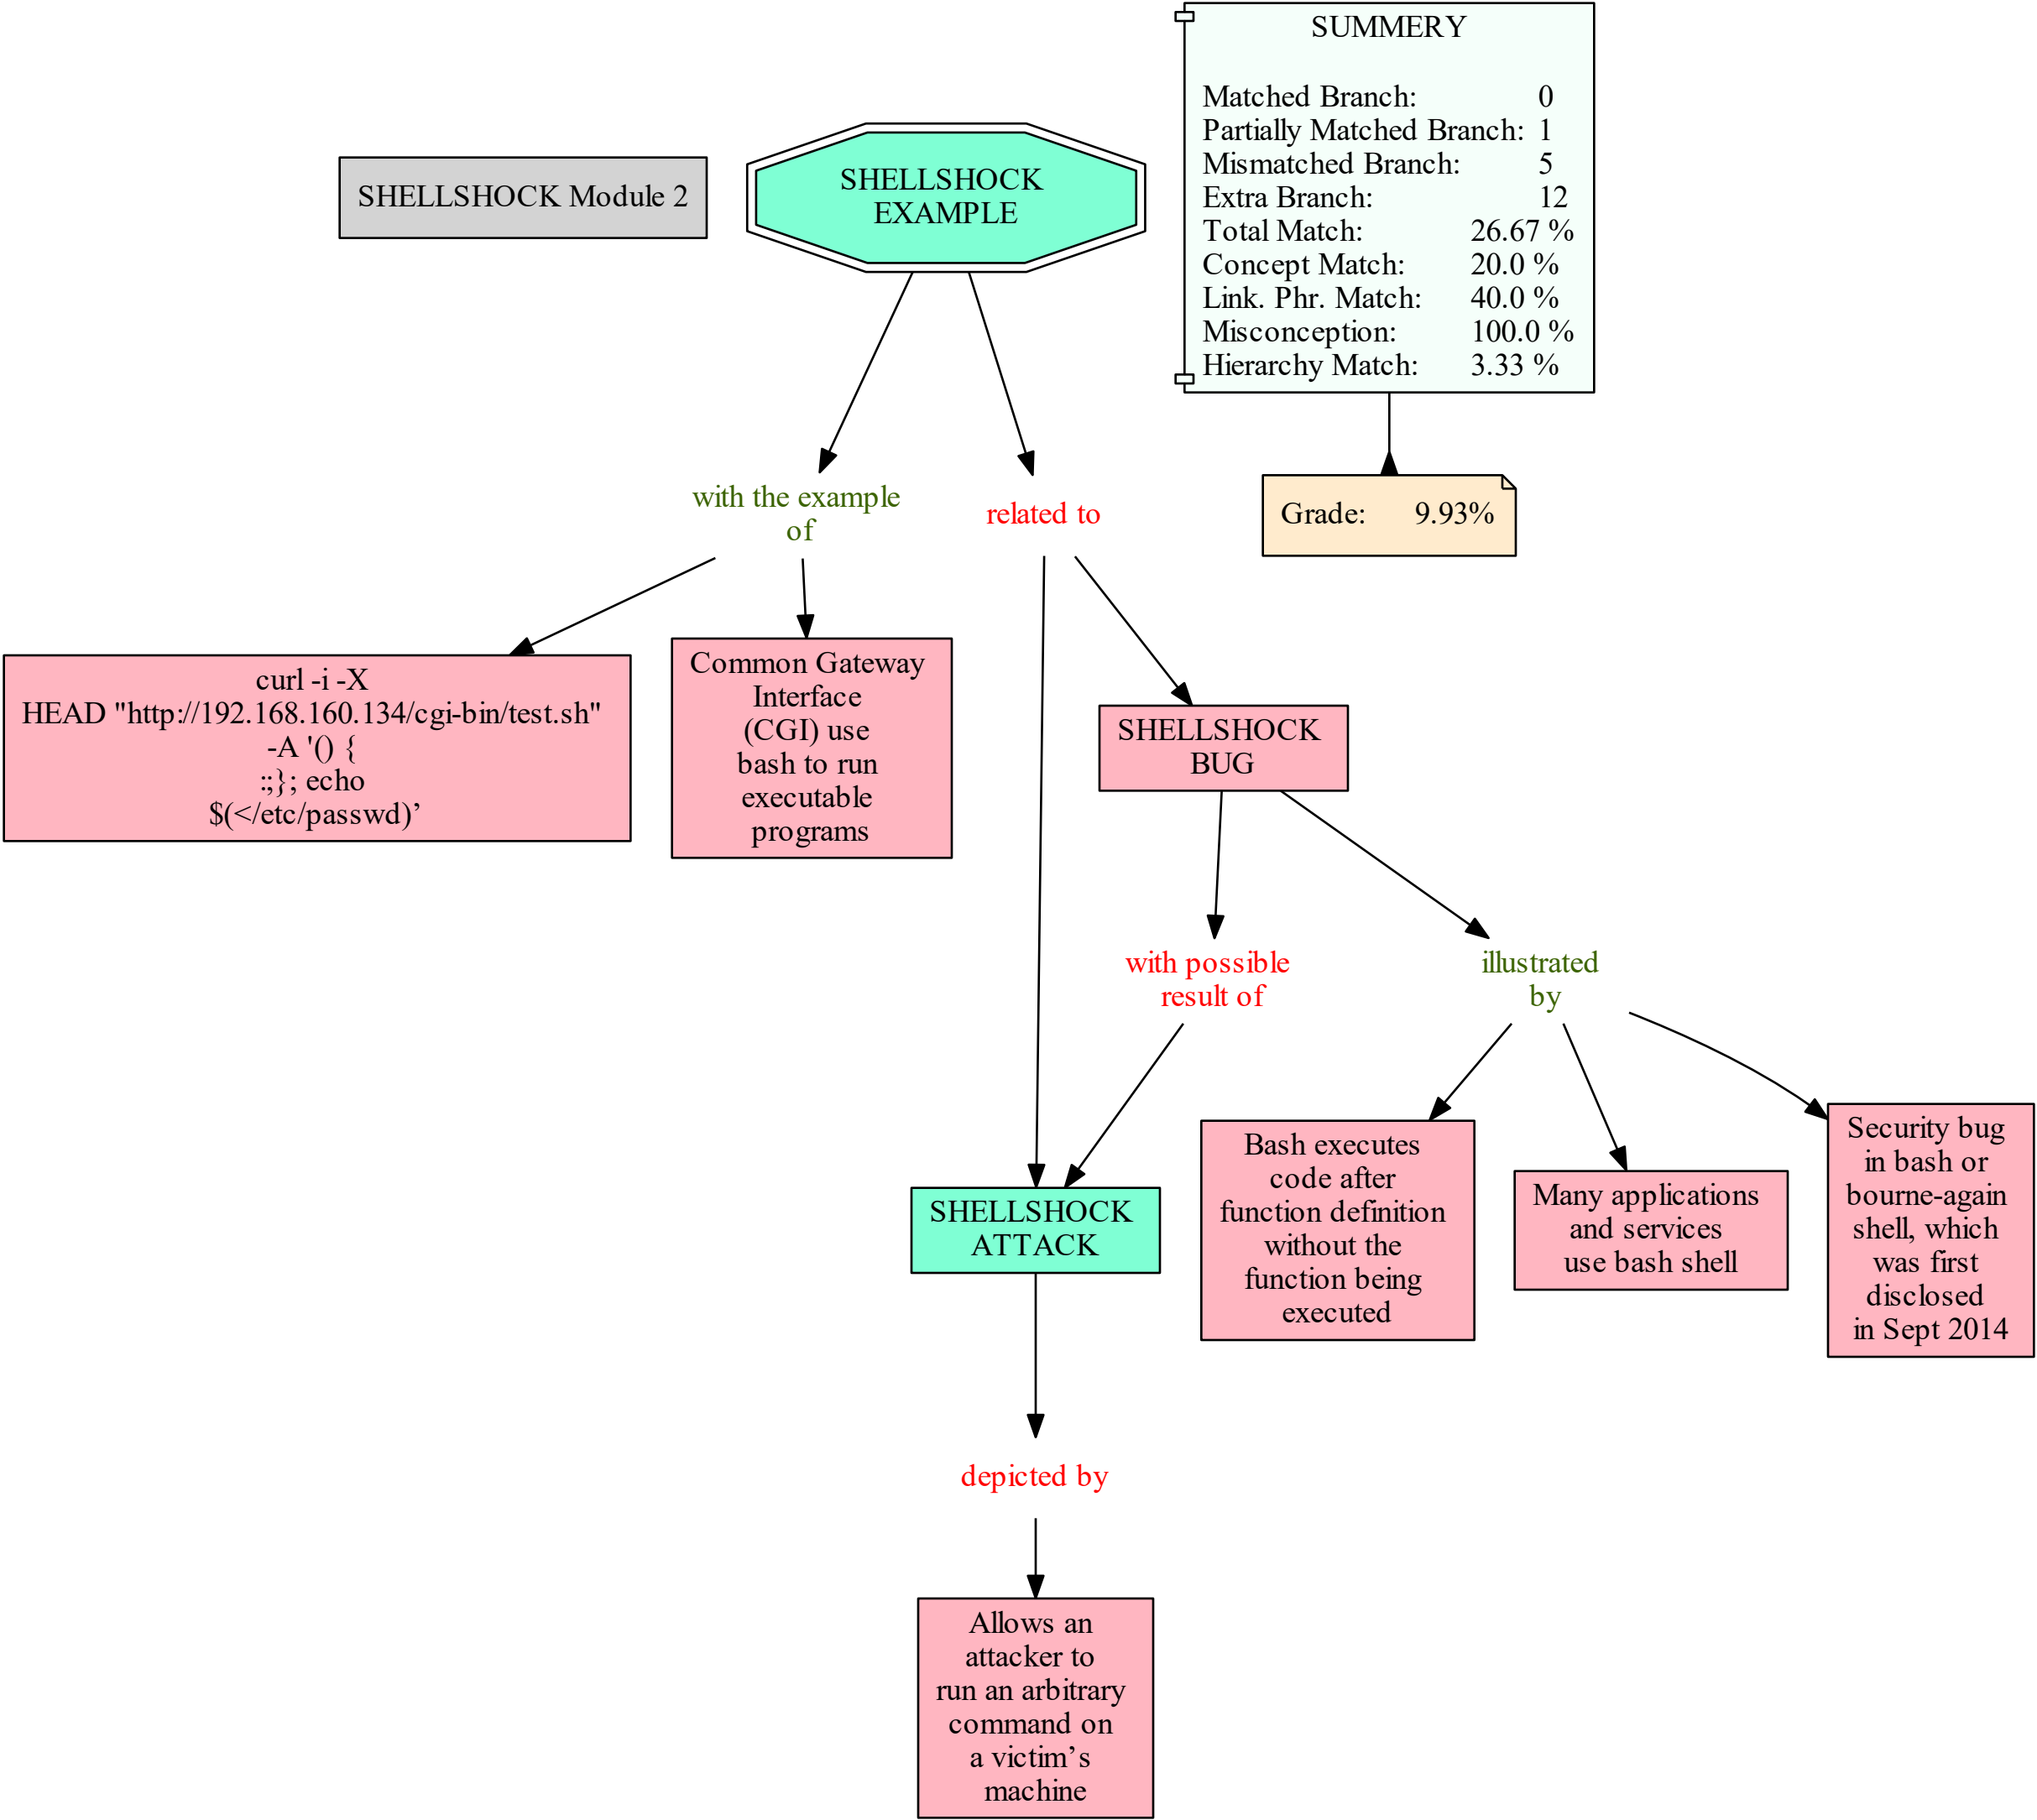 SHELLSHOCK Module 2
SHELLSHOCK
EXAMPLE
SUMMERY
Matched Branch: 0
Partially Matched Branch: 1
Mismatched Branch: 5
Extra Branch: 12
Total Match: 26.67 %
Concept Match: 20.0 %
Link. Phr. Match: 40.0 %
Misconception: 100.0 %
Hierarchy Match: 3.33 %
with the example
of
related to
Grade: 9.93%
curl -i -X
HEAD "http://192.168.160.134/cgi-bin/test.sh"
-A '() {
:;}; echo
$(</etc/passwd)’
Common Gateway
Interface
(CGI) use
bash to run
executable
programs
SHELLSHOCK
BUG
with possible
result of
illustrated
by
SHELLSHOCK
ATTACK
Bash executes
code after
function definition
without the
function being
executed
Many applications
and services
use bash shell
Security bug
in bash or
bourne-again
shell, which
was first
disclosed
in Sept 2014
depicted by
Allows an
attacker to
run an arbitrary
command on
a victim’s
machine